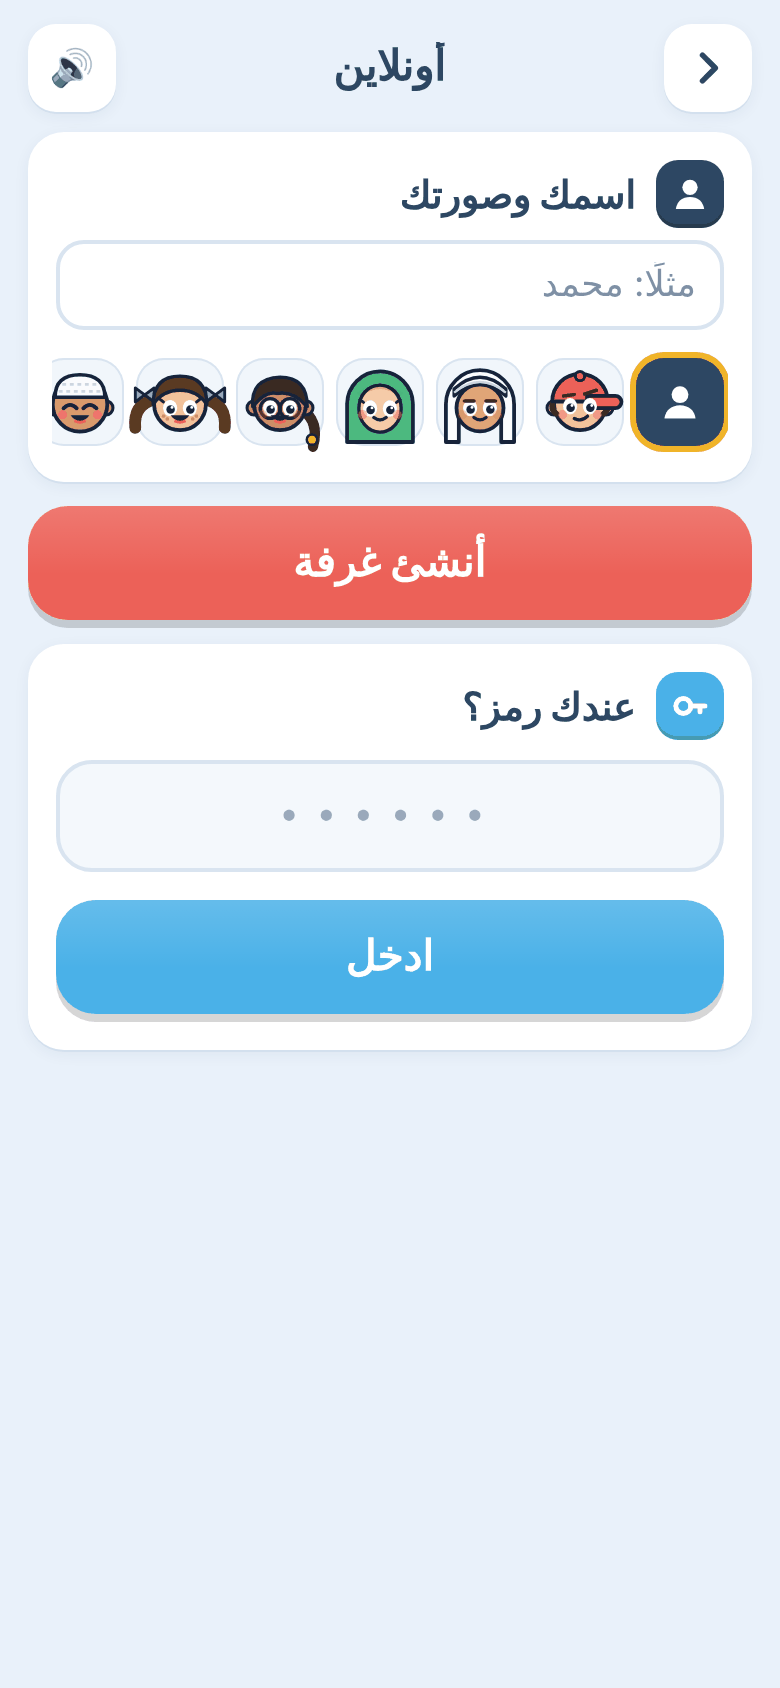 أونلاين
اسمك وصورتك
مثلًا: محمد
أنشئ غرفة
عندك رمز؟
••••••
ادخل